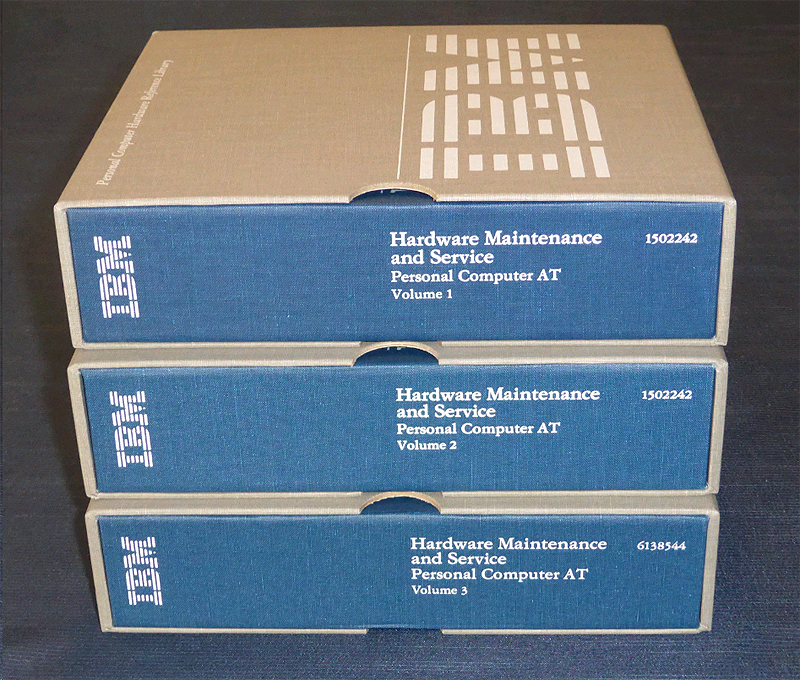 Personal Computer Hardware Reference Library
IBM
IBM
Hardware Maintenance
and Service
Personal Computer AT
Volume 1
1502242
IBM
Hardware Maintenance
and Service
Personal Computer AT
Volume 2
1502242
IBM
Hardware Maintenance
and Service
Personal Computer AT
Volume 3
6138544